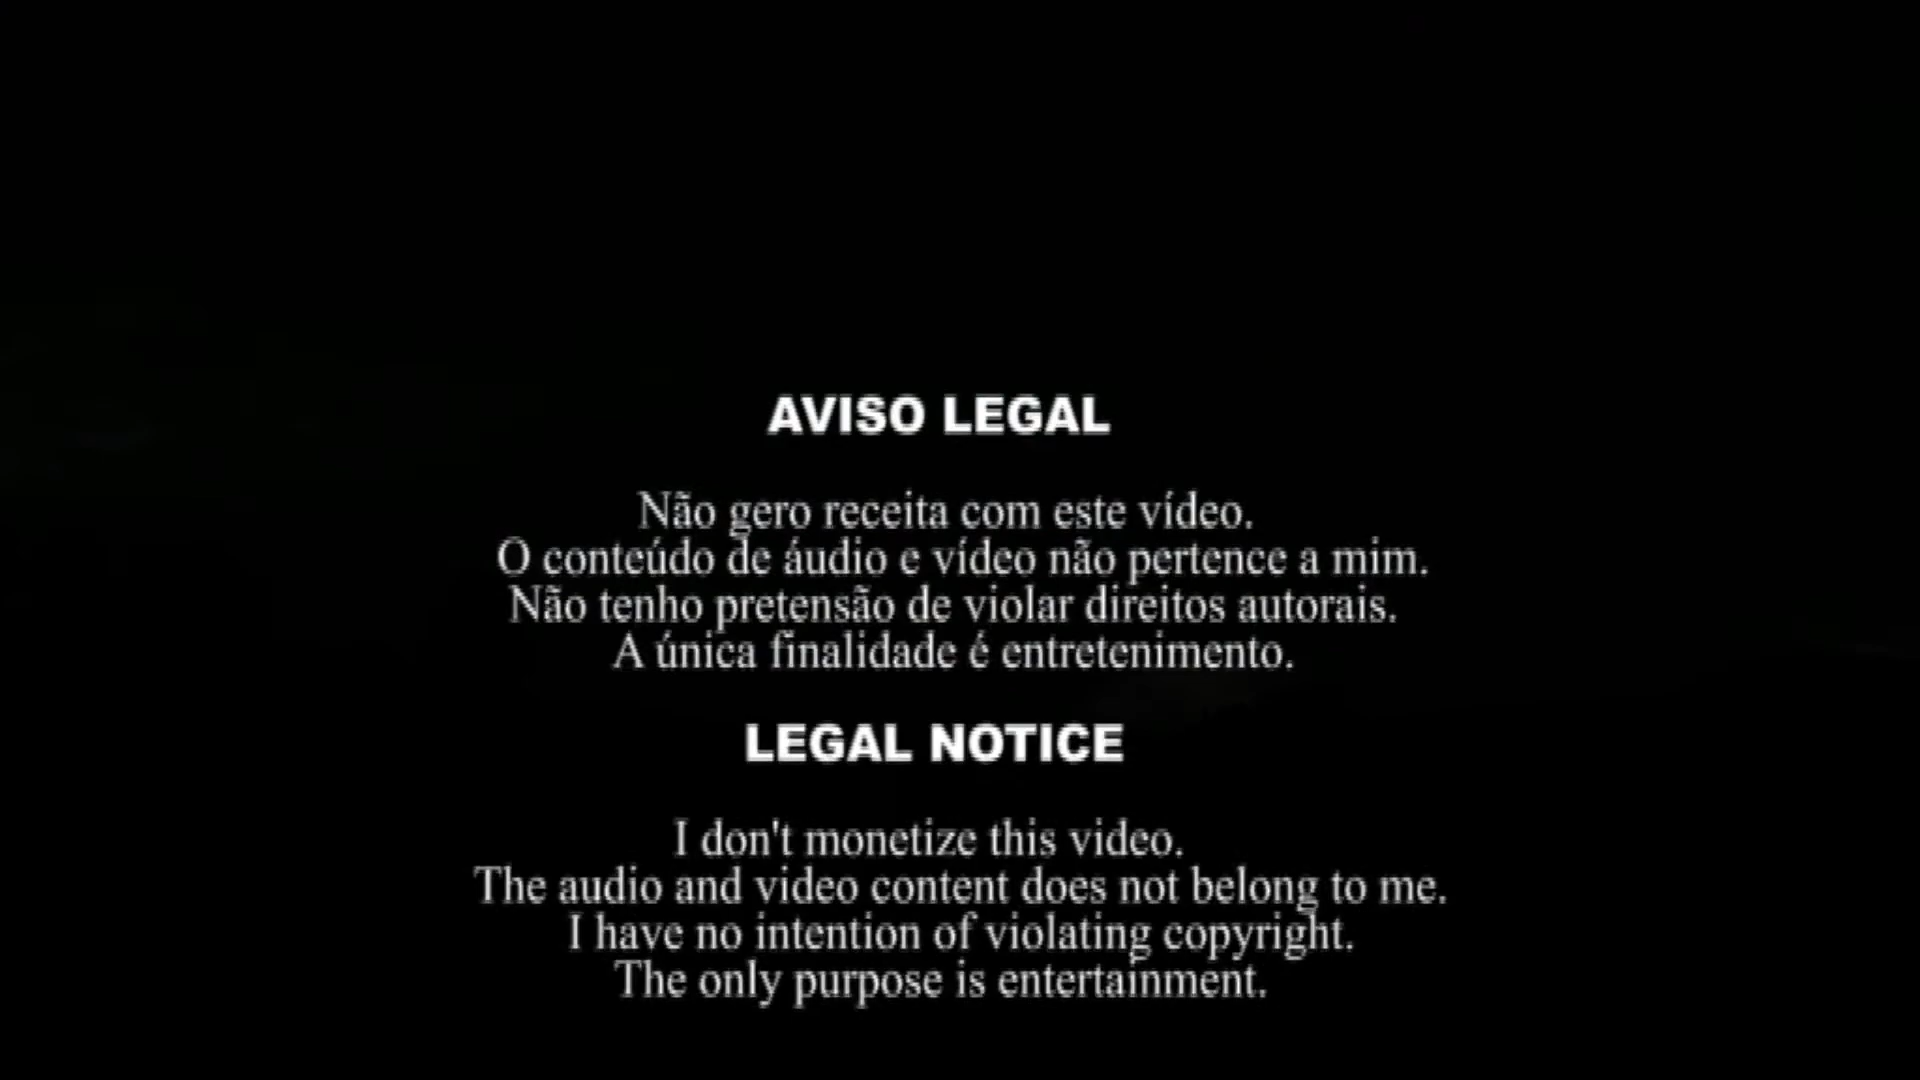 AVISO LEGAL
Não gero receita com este vídeo.
O conteúdo de áudio e vídeo não pertence a mim.
Não tenho pretensão de violar direitos autorais.
A única finalidade é entretenimento.
LEGAL NOTICE
I don't monetize this video.
The audio and video content does not belong to me.
I have no intention of violating copyright.
The only purpose is entertainment.